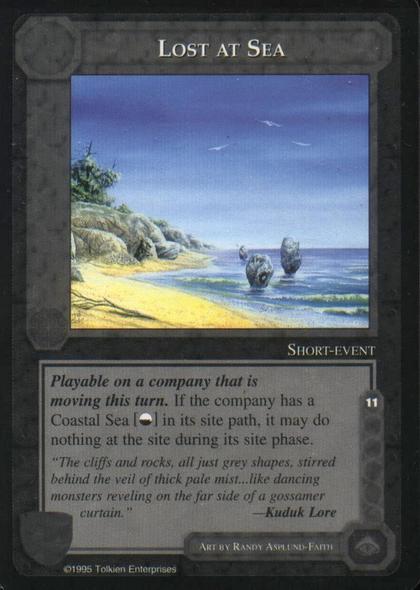 Lost at Sea
Short-event
Playable on a company that is
moving this turn. If the company has a
Coastal Sea [] in its site path, it may do
nothing at the site during its site phase.
11
“The cliffs and rocks, all just grey shapes, stirred
behind the veil of thick pale mist...like dancing
monsters reveling on the far side of a gossamer
curtain.” —Kuduk Lore
Art by Randy Asplund-Faith
©1995 Tolkien Enterprises